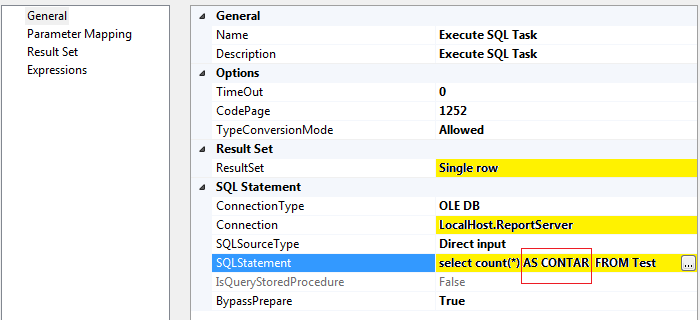 General
Parameter Mapping
Result Set
Expressions
General
Name Execute SQL Task
Description Execute SQL Task
Options
TimeOut 0
CodePage 1252
TypeConversionMode Allowed
Result Set
ResultSet Single row
SQL Statement
ConnectionType OLE DB
Connection LocalHost.ReportServer
SQLSourceType Direct input
SQLStatement select count(*) AS CONTAR FROM Test ...
IsQueryStoredProcedure False
BypassPrepare True